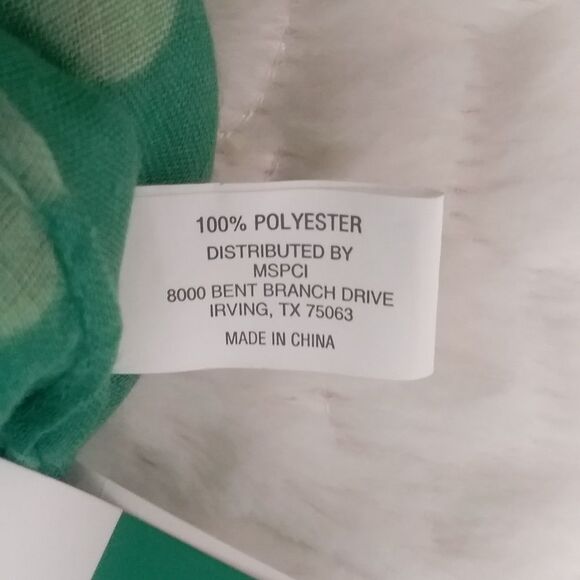 100% POLYESTER
DISTRIBUTED BY
MSPCI
8000 BENT BRANCH DRIVE
IRVING, TX 75063
MADE IN CHINA